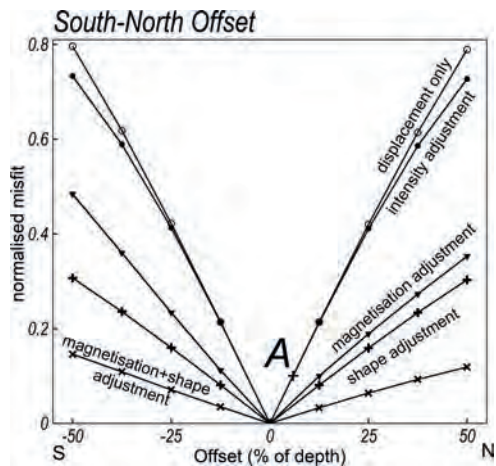 South-North Offset
0.8
0.6
0.4
0.2
0
normalised misfit
displacement only
intensity adjustment
magnetisation adjustment
shape adjustment
magnetisation+shape
adjustment
A
-50 -25 0 25 50
S Offset (% of depth) N